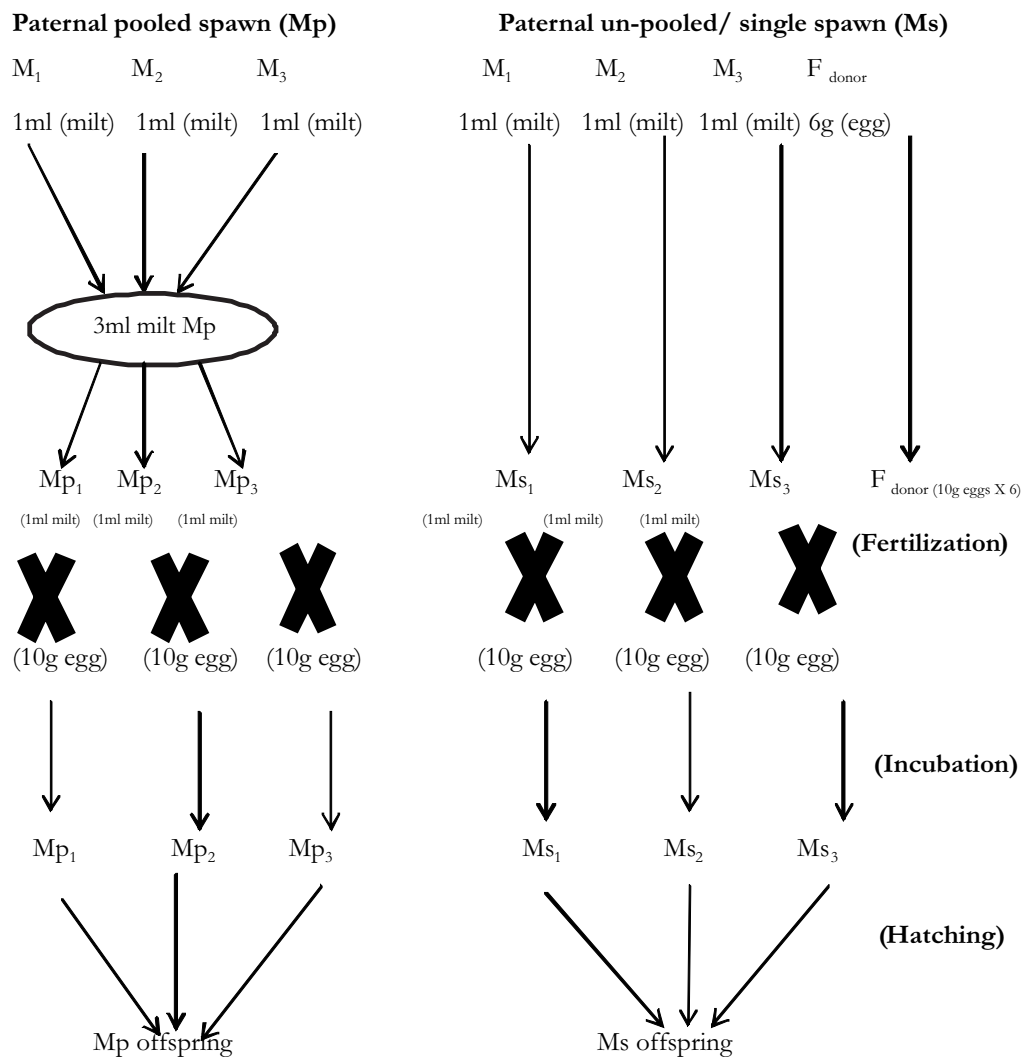 Paternal pooled spawn (Mp) Paternal un-pooled/ single spawn (Ms)
M1 M2 M3 M1 M2 M3 F donor
1ml (milt) 1ml (milt) 1ml (milt) 1ml (milt) 1ml (milt) 1ml (milt) 6g (egg)
3ml milt Mp
Mp1 Mp2 Mp3 Ms1 Ms2 Ms3 F donor (10g eggs X 6)
(1ml milt) (1ml milt) (1ml milt) (1ml milt) (1ml milt) (1ml milt)
(Fertilization)
(10g egg) (10g egg) (10g egg) (10g egg) (10g egg) (10g egg)
(Incubation)
Mp1 Mp2 Mp3 Ms1 Ms2 Ms3
(Hatching)
Mp offspring Ms offspring